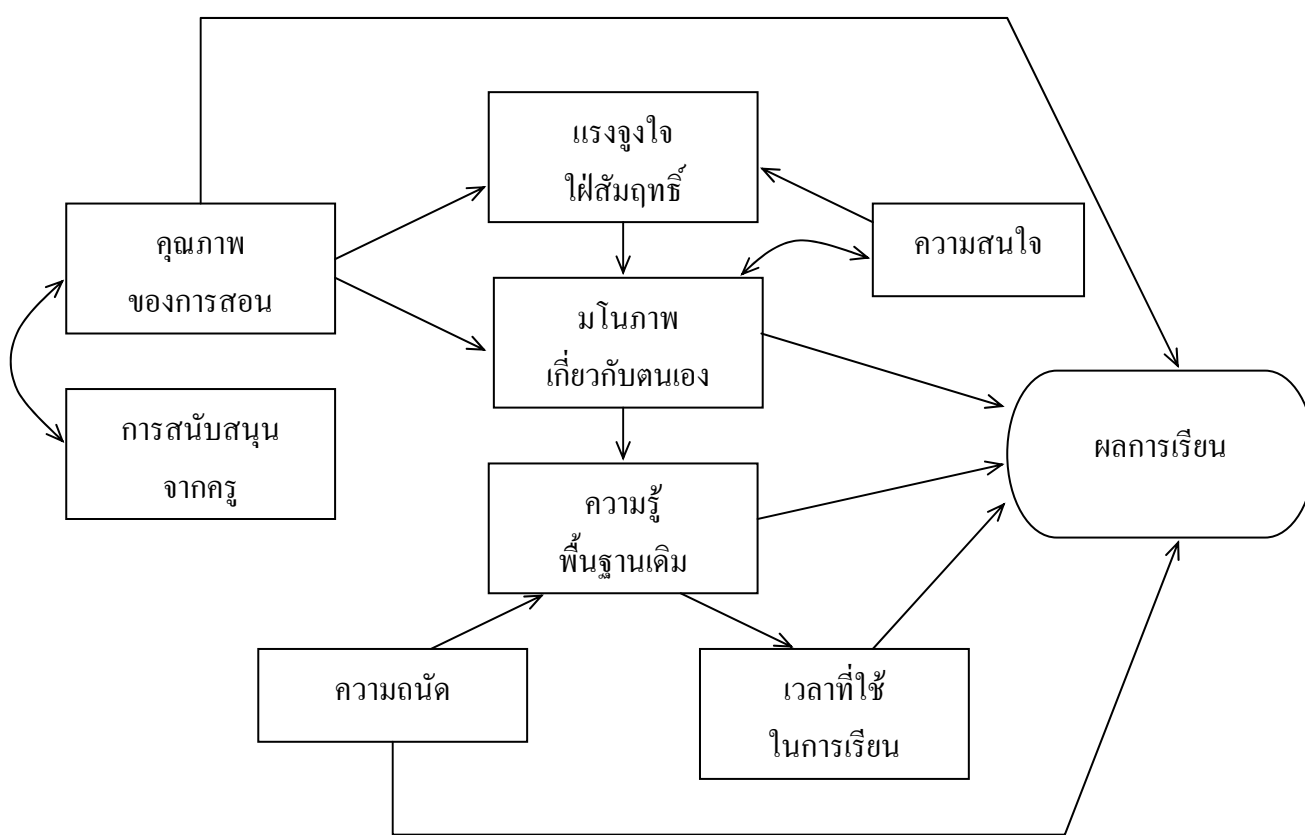 แรงจูงใจ
ใฝ่สัมฤทธิ์
คุณภาพ
ของการสอน
ความสนใจ
มโนภาพ
เกี่ยวกับตนเอง
การสนับสนุน
จากครู
ผลการเรียน
ความรู้
พื้นฐานเดิม
ความถนัด
เวลาที่ใช้
ในการเรียน